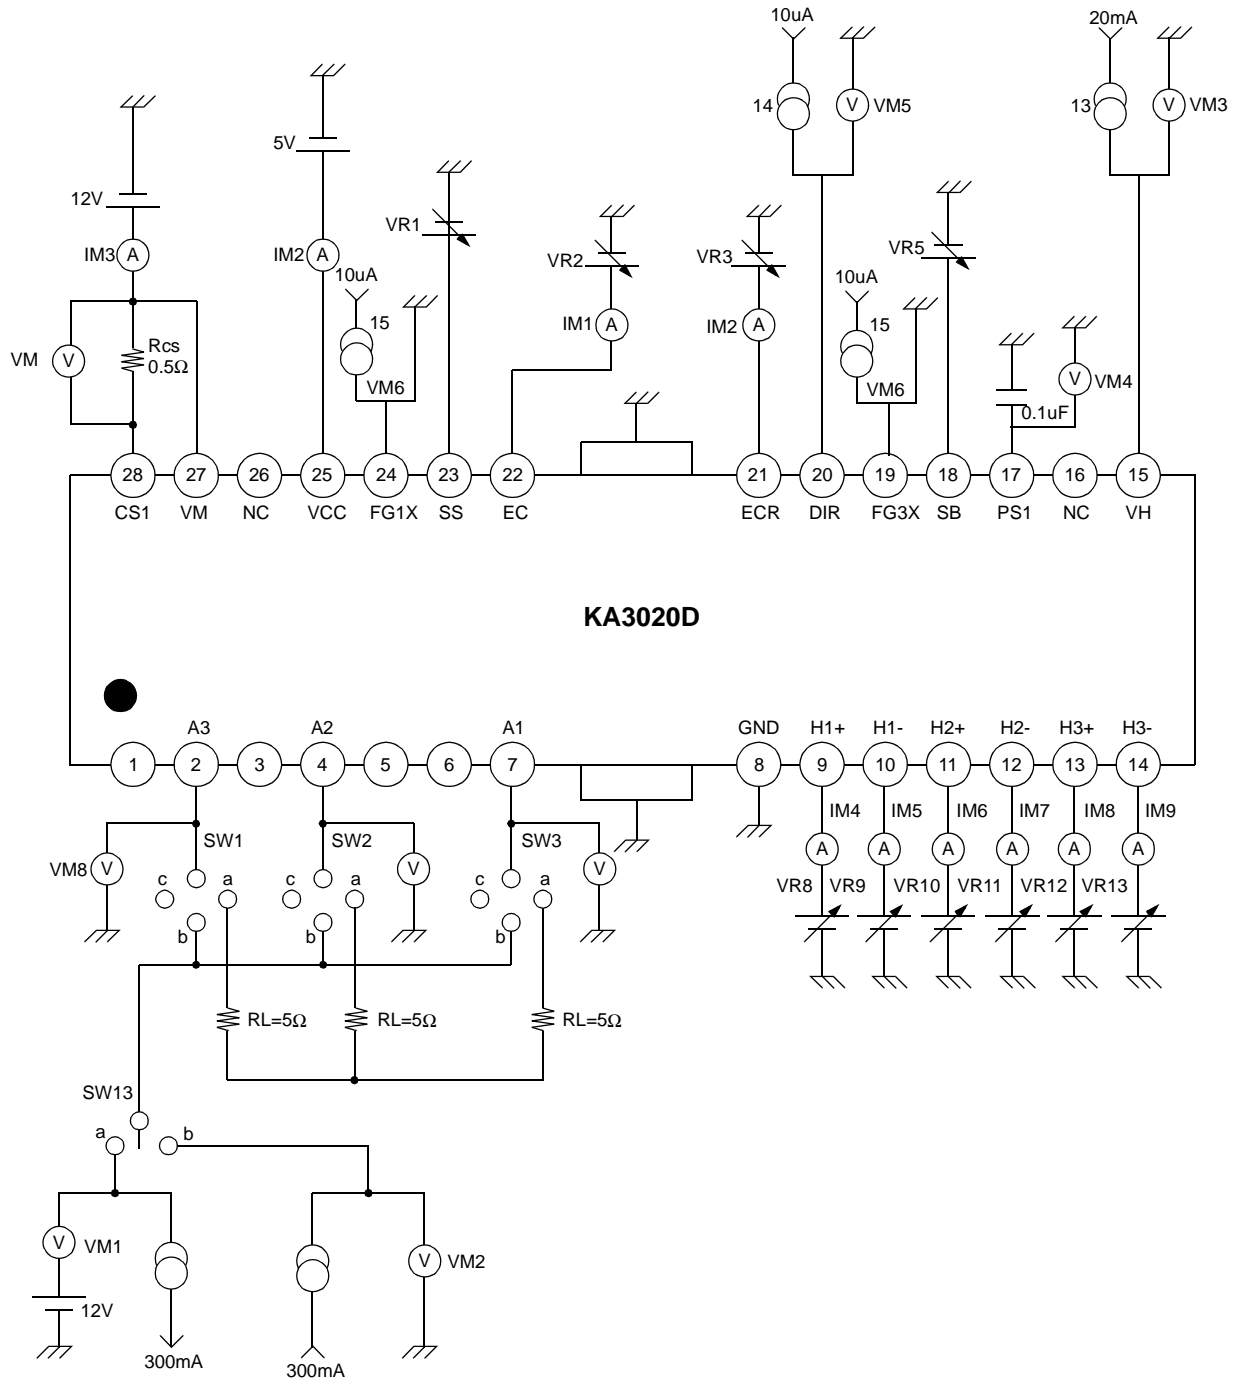 10uA
20mA
14
V
VM5
13
V
VM3
5V
12V
VR1
IM3
A
IM2
A
VR2
VR3
VR5
10uA
10uA
15
15
IM1
A
IM2
A
VM
V
Rcs
0.5Ω
VM6
VM6
V
VM4
0.1uF
28
27
26
25
24
23
22
21
20
19
18
17
16
15
CS1
VM
NC
VCC
FG1X
SS
EC
ECR
DIR
FG3X
SB
PS1
NC
VH
KA3020D
A3
A2
A1
GND
H1+
H1-
H2+
H2-
H3+
H3-
1
2
3
4
5
6
7
8
9
10
11
12
13
14
IM4
IM5
IM6
IM7
IM8
IM9
SW1
SW2
SW3
A
A
A
A
A
A
VM8
V
V
V
c
a
c
a
c
a
VR8
VR9
VR10
VR11
VR12
VR13
b
b
b
RL=5Ω
RL=5Ω
RL=5Ω
SW13
a
b
V
VM1
V
VM2
12V
300mA
300mA